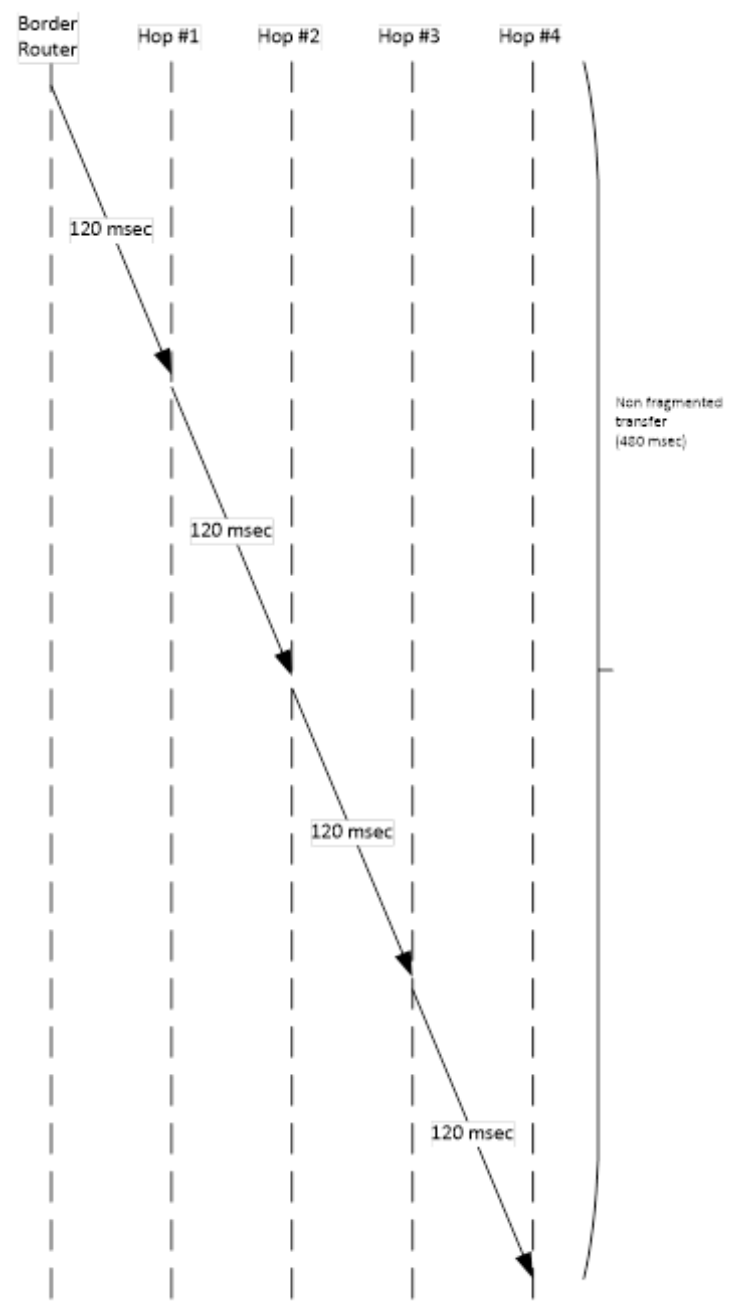 Border
Router
Hop #1
Hop #2
Hop #3
Hop #4
120 msec
Non fragmented
transfer
(480 msec)
120 msec
120 msec
120 msec